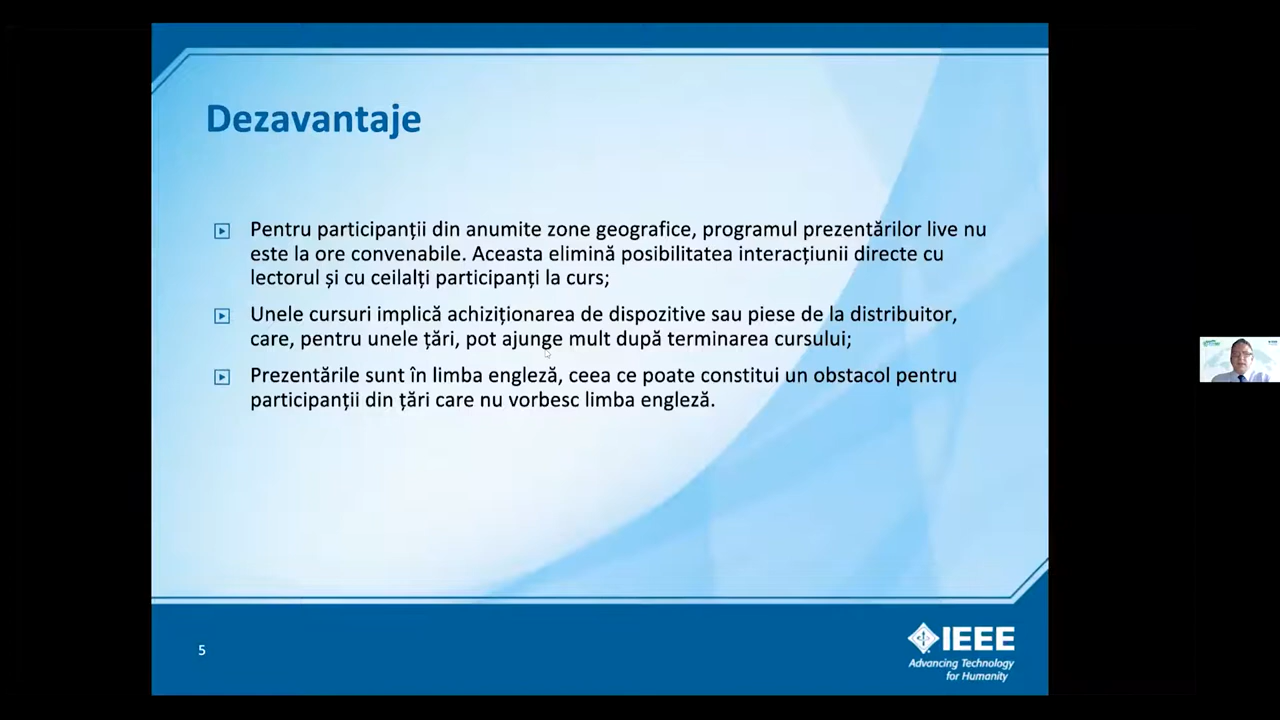 Dezavantaje
Pentru participanții din anumite zone geografice, programul prezentărilor live nu
este la ore convenabile. Aceasta elimină posibilitatea interacțiunii directe cu
lectorul și cu ceilalți participanți la curs;
Unele cursuri implică achiziționarea de dispozitive sau piese de la distribuitor,
care, pentru unele țări, pot ajunge mult după terminarea cursului;
Prezentările sunt în limba engleză, ceea ce poate constitui un obstacol pentru
participanții din țări care nu vorbesc limba engleză.
5
IEEE
Advancing Technology
for Humanity